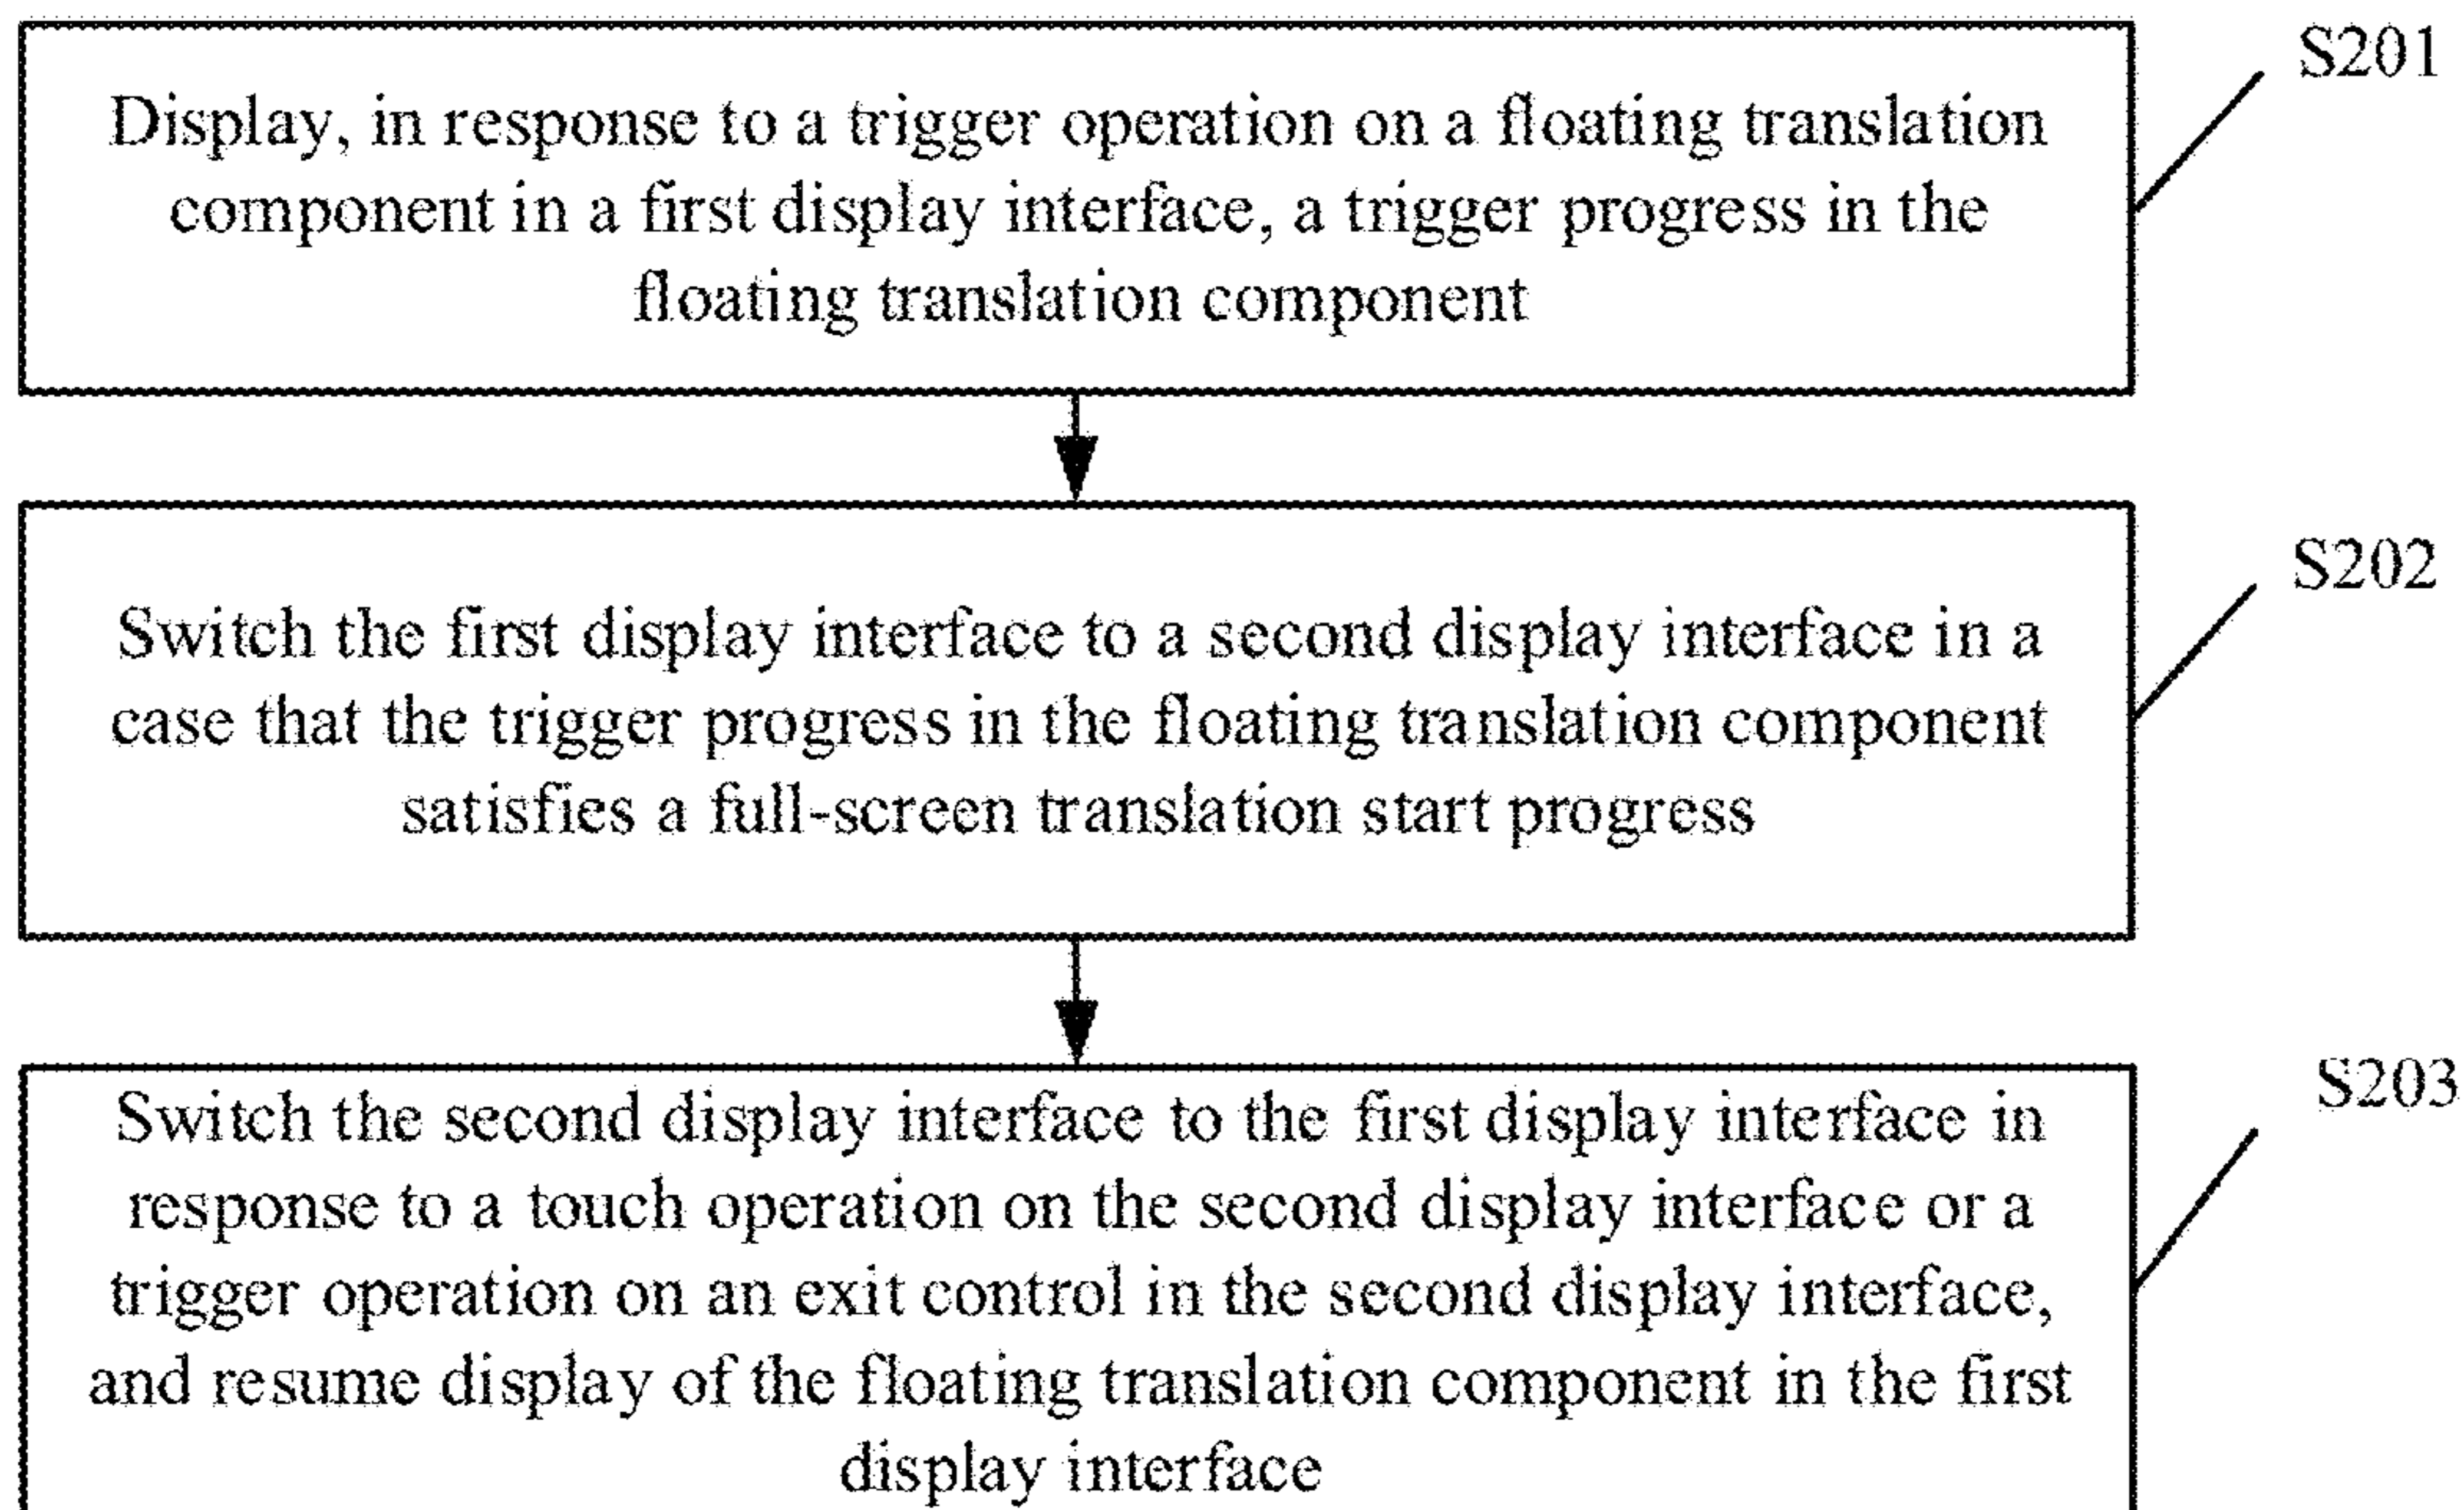 S201
Display, in response to a trigger operation on a floating translation
component in a first display interface, a trigger progress in the
floating translation component
S202
Switch the first display interface to a second display interface in a
case that the trigger progress in the floating translation component
satisfies a full-screen translation start progress
S203
Switch the second display interface to the first display interface in
response to a touch operation on the second display interface or a
trigger operation on an exit control in the second display interface,
and resume display of the floating translation component in the first
display interface